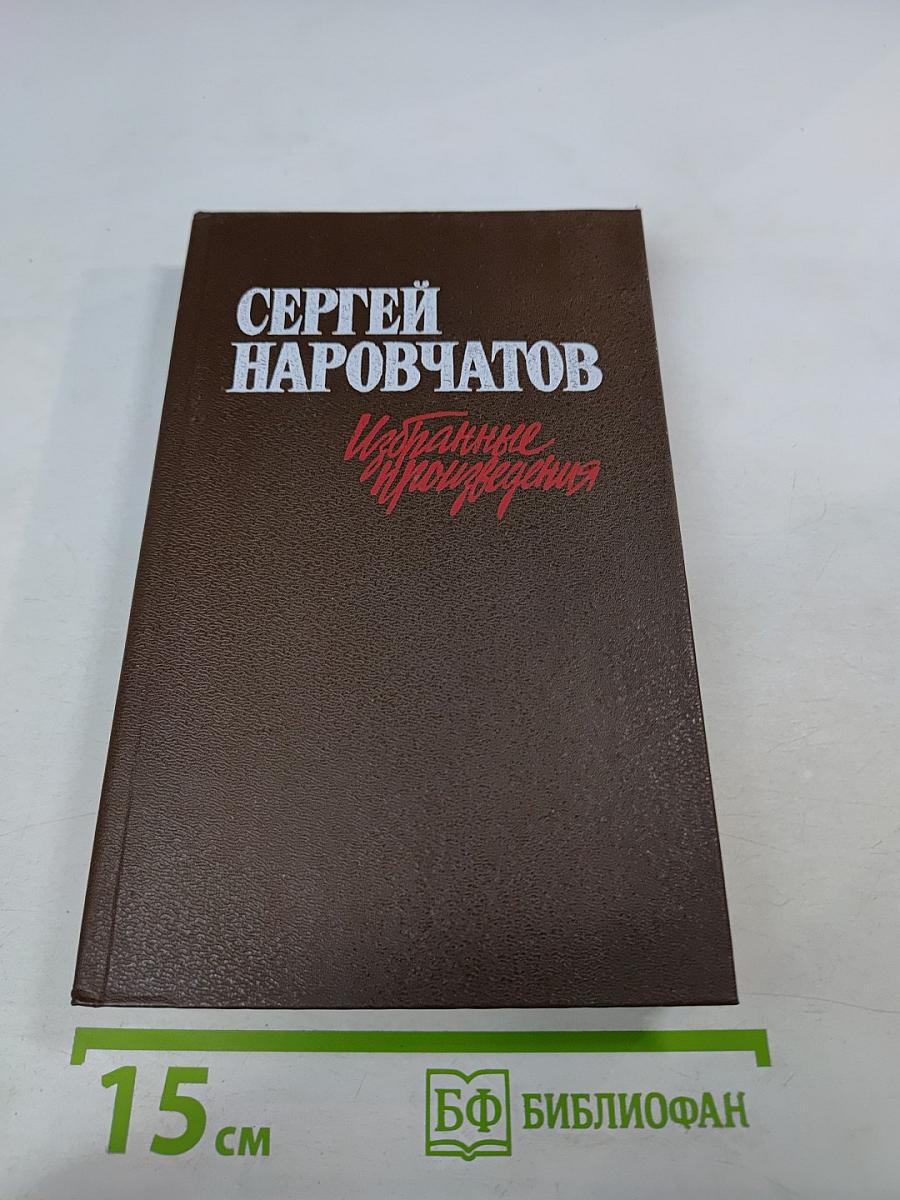 СЕРГЕЙ
НАРОВЧАТОВ
Избранные
произведения
15 см
БФ БИБЛИОФАН